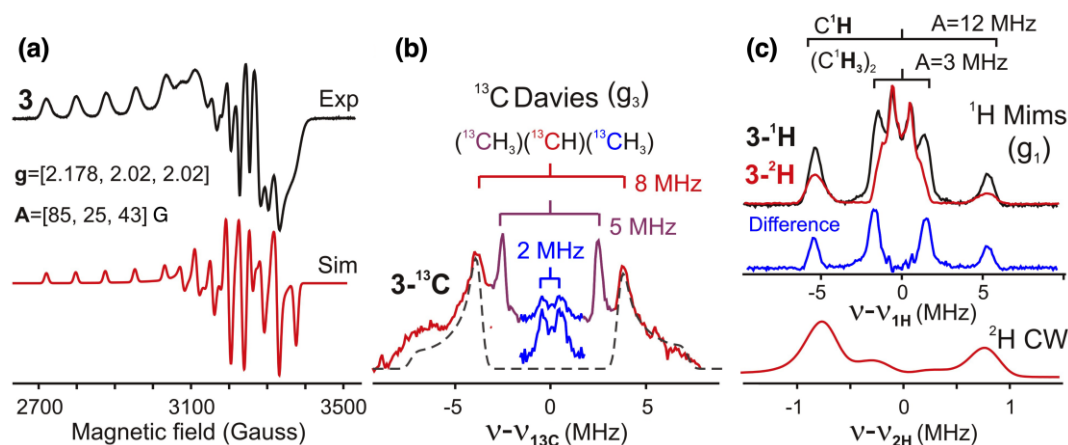 (a)
3
Exp
g=[2.178, 2.02, 2.02]
A=[85, 25, 43] G
Sim
2700 3100 3500
Magnetic field (Gauss)
(b)
¹³C Davies (g₃)
(¹³CH₃)(¹³CH)(¹³CH₃)
8 MHz
5 MHz
2 MHz
3-¹³C
-5 0 5
ν-ν₁₃C (MHz)
(c)
C¹H A=12 MHz
(C¹H₃)₂ A=3 MHz
¹H Mims
(g₁)
3-¹H
3-²H
Difference
-5 0 5
ν-ν₁H (MHz)
²H CW
-1 0 1
ν-ν₂H (MHz)